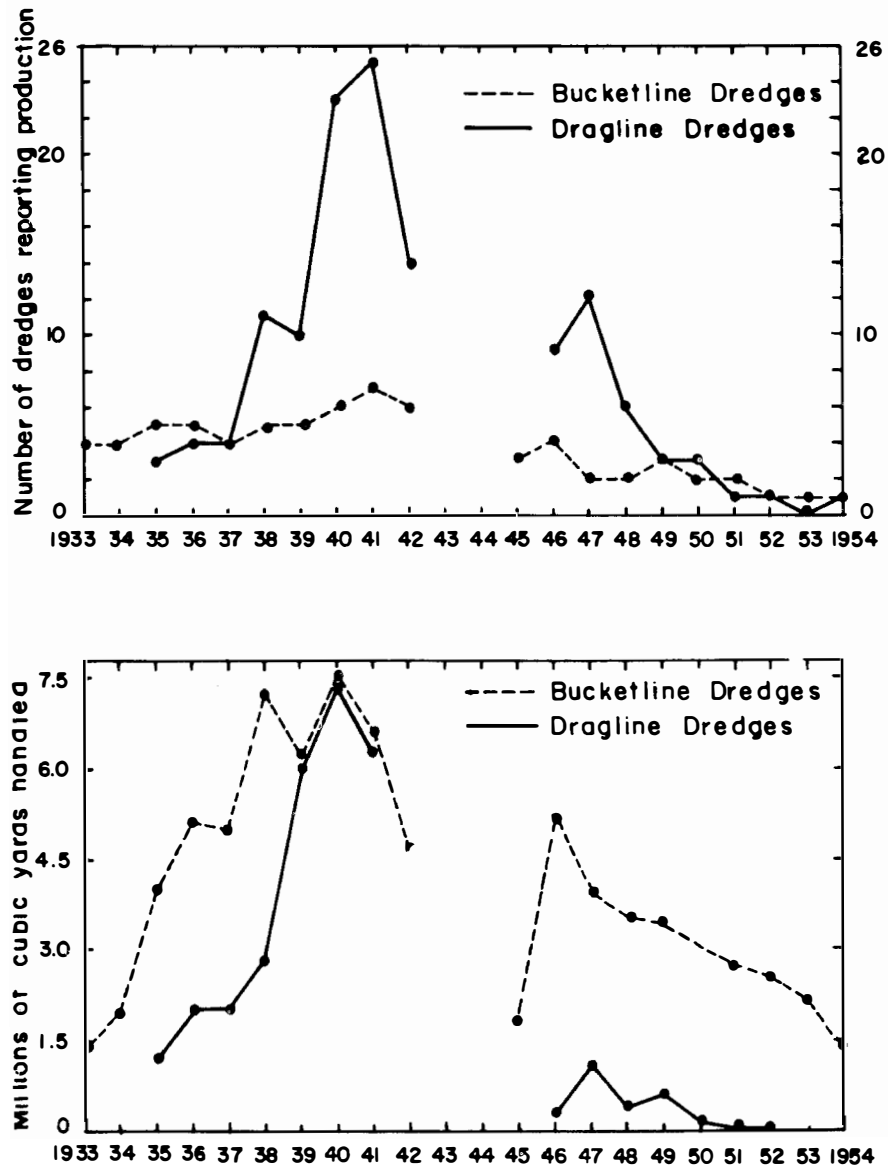 Number of dredges reporting production
26
20
10
0
26
20
10
0
Bucketline Dredges
Dragline Dredges
1933 34 35 36 37 38 39 40 41 42 43 44 45 46 47 48 49 50 51 52 53 1954
Millions of cubic yards handled
7.5
6.0
4.5
3.0
1.5
0
Bucketline Dredges
Dragline Dredges
1933 34 35 36 37 38 39 40 41 42 43 44 45 46 47 48 49 50 51 52 53 1954